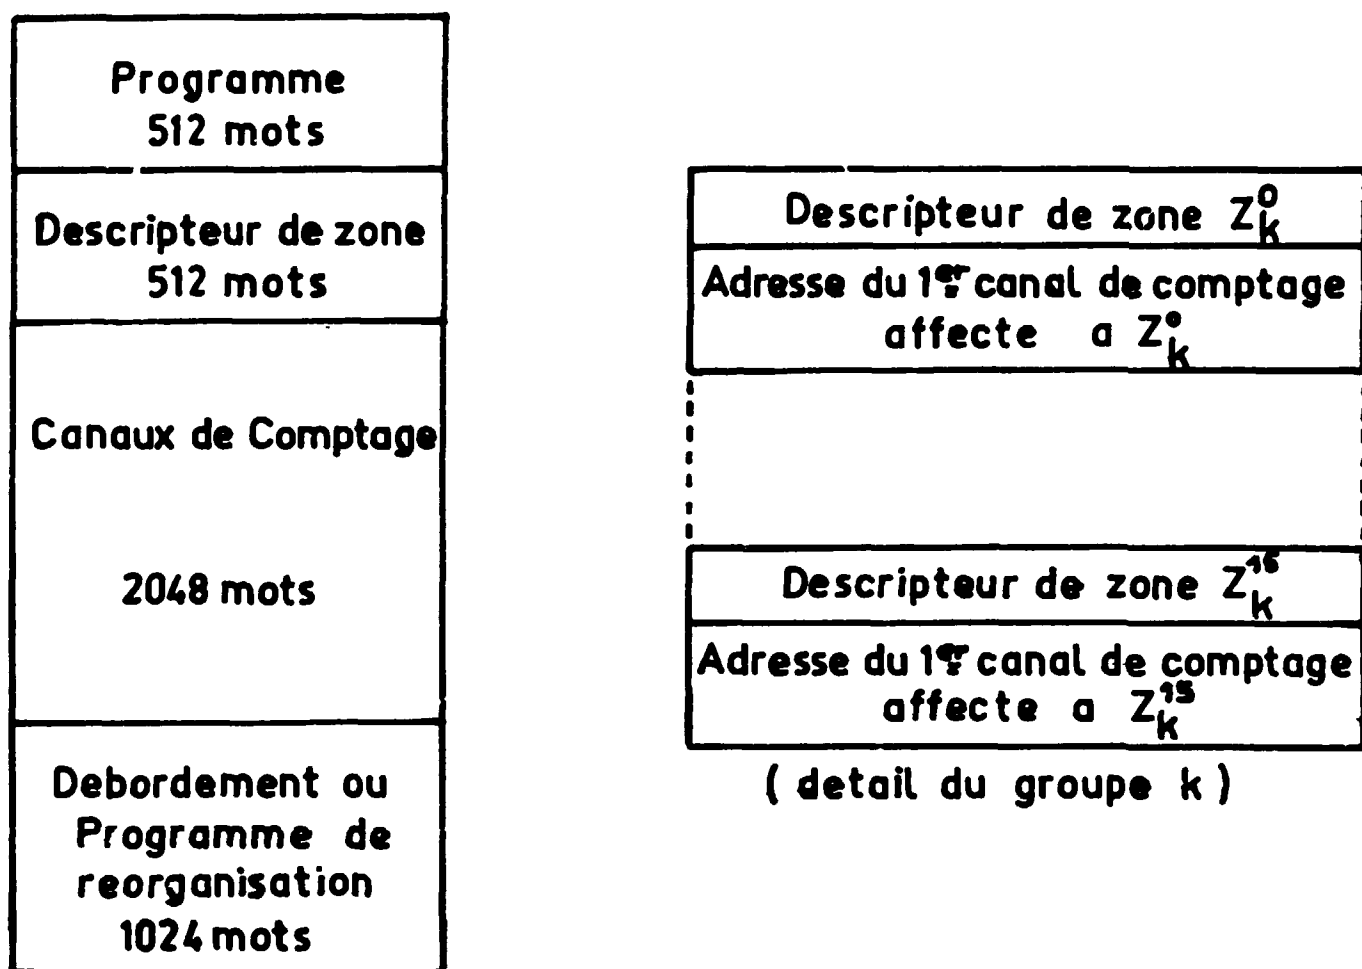 Programme
512 mots
Descripteur de zone
512 mots
Canaux de Comptage
2048 mots
Debordement ou
Programme de
reorganisation
1024 mots
Descripteur de zone Z⁰ₖ
Adresse du 1er canal de comptage
affecte a Z⁰ₖ
Descripteur de zone Z¹⁵ₖ
Adresse du 1er canal de comptage
affecte a Z¹⁵ₖ
( detail du groupe k )